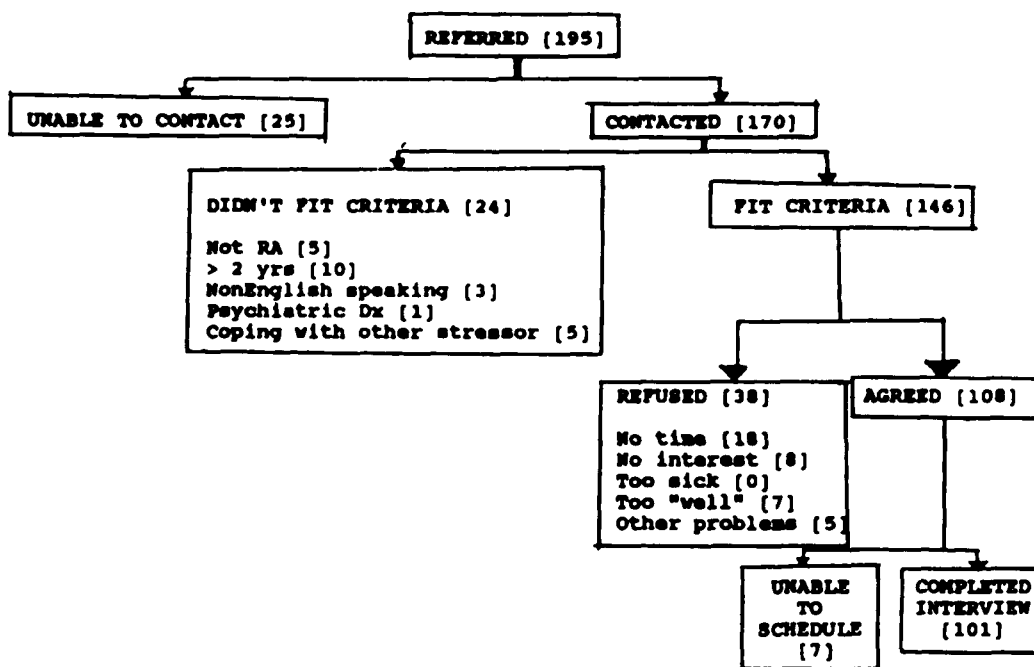 REFERRED [195]
UNABLE TO CONTACT [25]
CONTACTED [170]
DIDN'T FIT CRITERIA [24]
Not RA [5]
> 2 yrs [10]
NonEnglish speaking [3]
Psychiatric Dx [1]
Coping with other stressor [5]
FIT CRITERIA [146]
REFUSED [38]
No time [18]
No interest [8]
Too sick [0]
Too "well" [7]
Other problems [5]
AGREED [108]
UNABLE
TO
SCHEDULE
[7]
COMPLETED
INTERVIEW
[101]